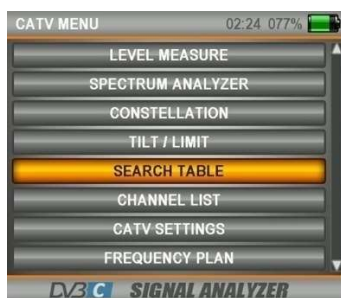 CATV MENU 02:24 077%
LEVEL MEASURE
SPECTRUM ANALYZER
CONSTELLATION
TILT / LIMIT
SEARCH TABLE
CHANNEL LIST
CATV SETTINGS
FREQUENCY PLAN
DVB C SIGNAL ANALYZER